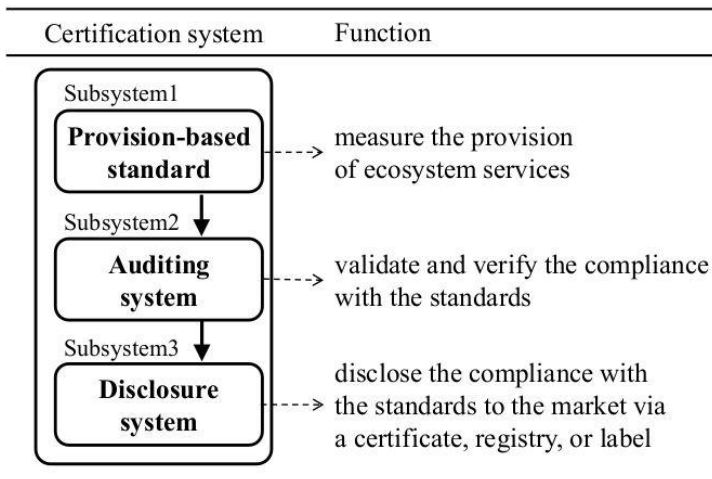 Certification system Function
Subsystem1
Provision-based
standard
measure the provision
of ecosystem services
Subsystem2
Auditing
system
validate and verify the compliance
with the standards
Subsystem3
Disclosure
system
disclose the compliance with
the standards to the market via
a certificate, registry, or label